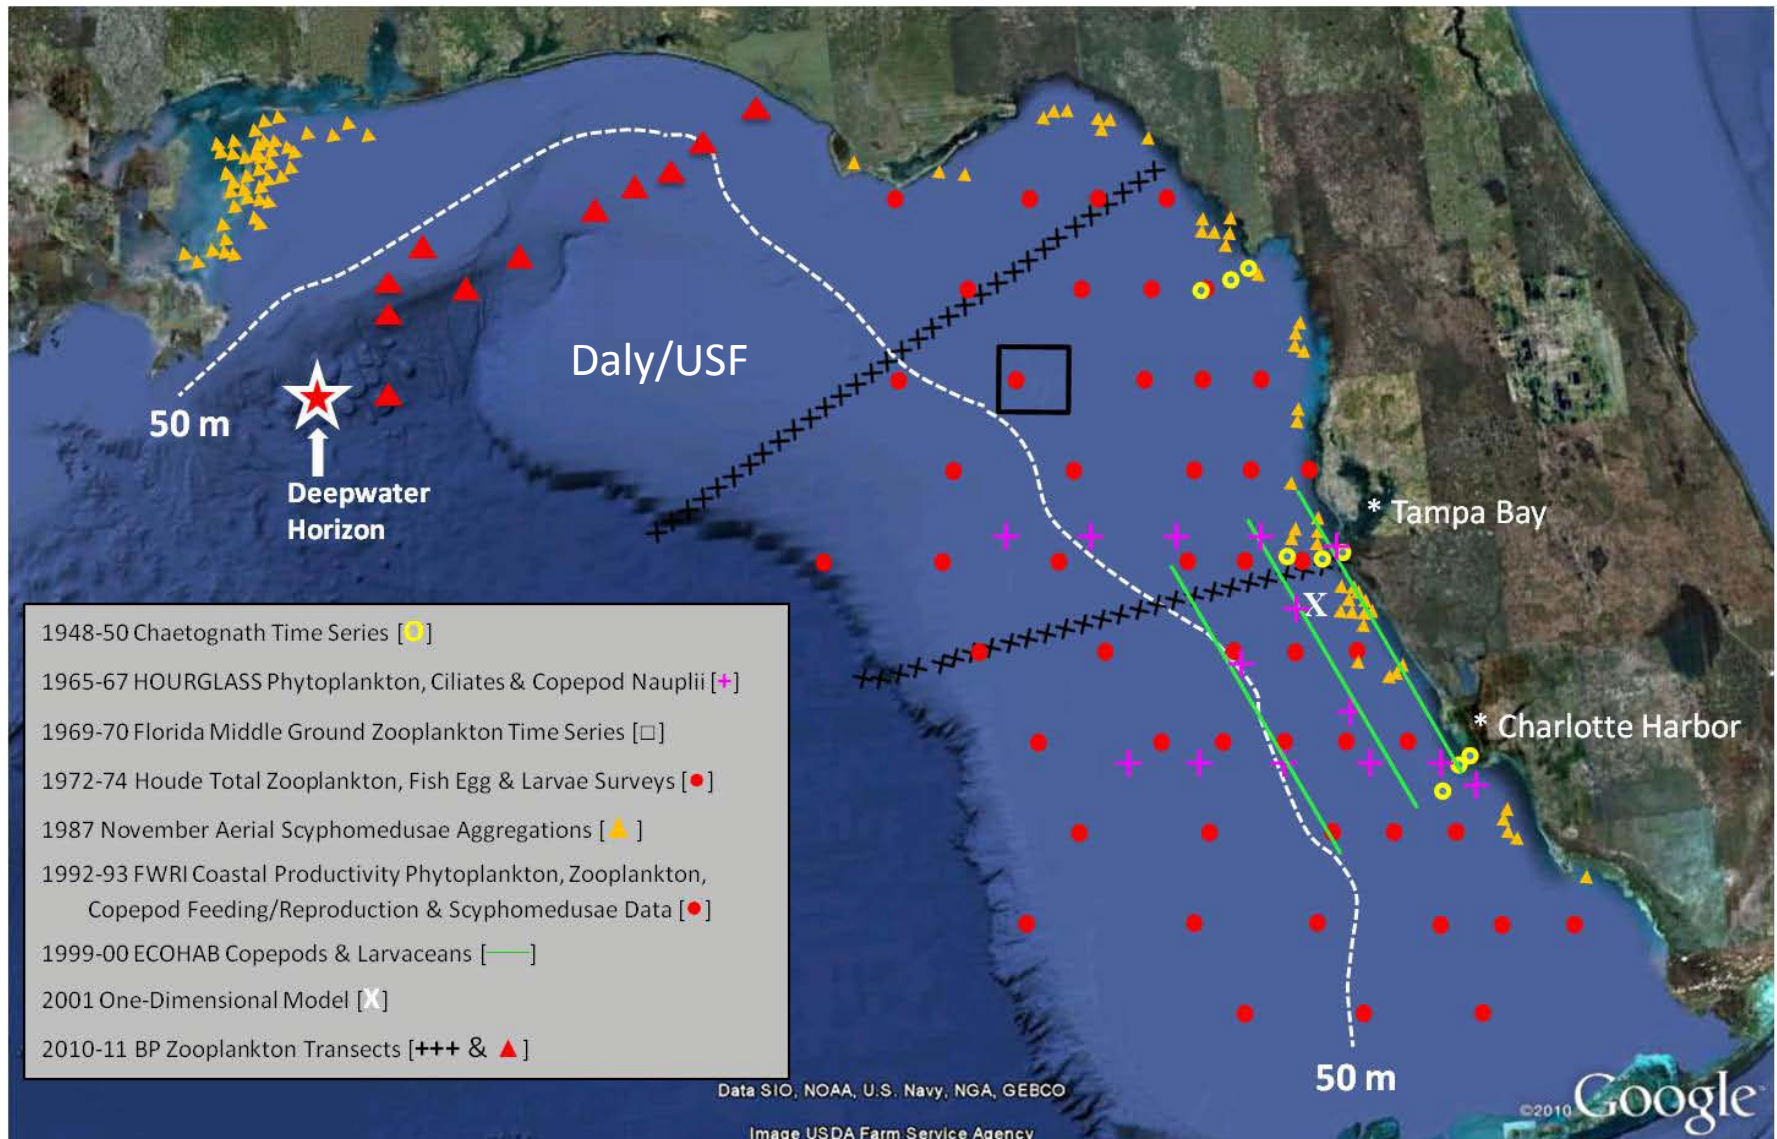 Daly/USF
50 m
Deepwater
Horizon
* Tampa Bay
* Charlotte Harbor
1948-50 Chaetognath Time Series [O]
1965-67 HOURGLASS Phytoplankton, Ciliates & Copepod Nauplii [+]
1969-70 Florida Middle Ground Zooplankton Time Series [□]
1972-74 Houde Total Zooplankton, Fish Egg & Larvae Surveys [●]
1987 November Aerial Scyphomedusae Aggregations [▲]
1992-93 FWRI Coastal Productivity Phytoplankton, Zooplankton,
Copepod Feeding/Reproduction & Scyphomedusae Data [●]
1999-00 ECOHAB Copepods & Larvaceans [—]
2001 One-Dimensional Model [X]
2010-11 BP Zooplankton Transects [+++ & ▲]
X
50 m
Data SIO, NOAA, U.S. Navy, NGA, GEBCO
Image USDA Farm Service Agency
©2010 Google